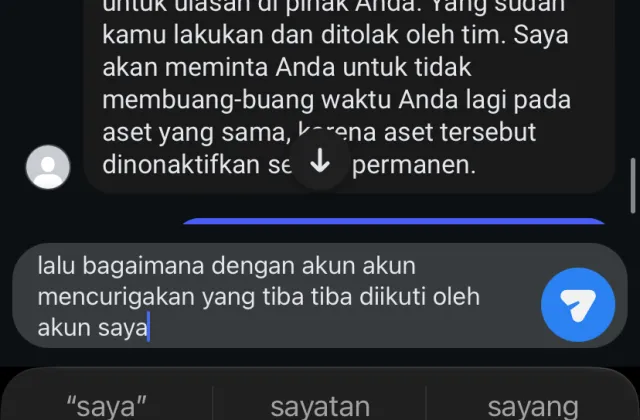 untuk ulasan di pihak Anda. Yang sudah
kamu lakukan dan ditolak oleh tim. Saya
akan meminta Anda untuk tidak
membuang-buang waktu Anda lagi pada
aset yang sama, karena aset tersebut
dinonaktifkan se permanen.
lalu bagaimana dengan akun akun
mencurigakan yang tiba tiba diikuti oleh
akun saya
“saya” sayatan sayang